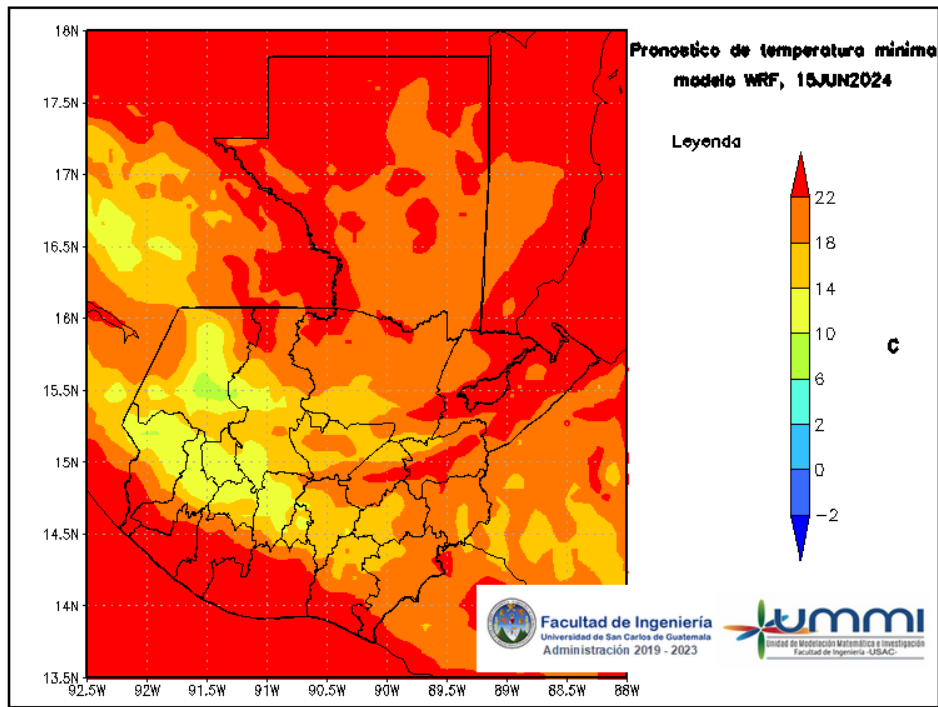 Pronostico de temperatura minima
modelo WRF, 15JUN2024
Leyenda
22
18
14
10
6
2
0
-2
C
18N
17.5N
17N
16.5N
16N
15.5N
15N
14.5N
14N
13.5N
92.5W 92W 91.5W 91W 90.5W 90W 89.5W 89W 88.5W 88W
Facultad de Ingeniería
Universidad de San Carlos de Guatemala
Administración 2019 - 2023
ummi
Unidad de Modelación Matemática e Investigación
Facultad de Ingeniería -USAC-